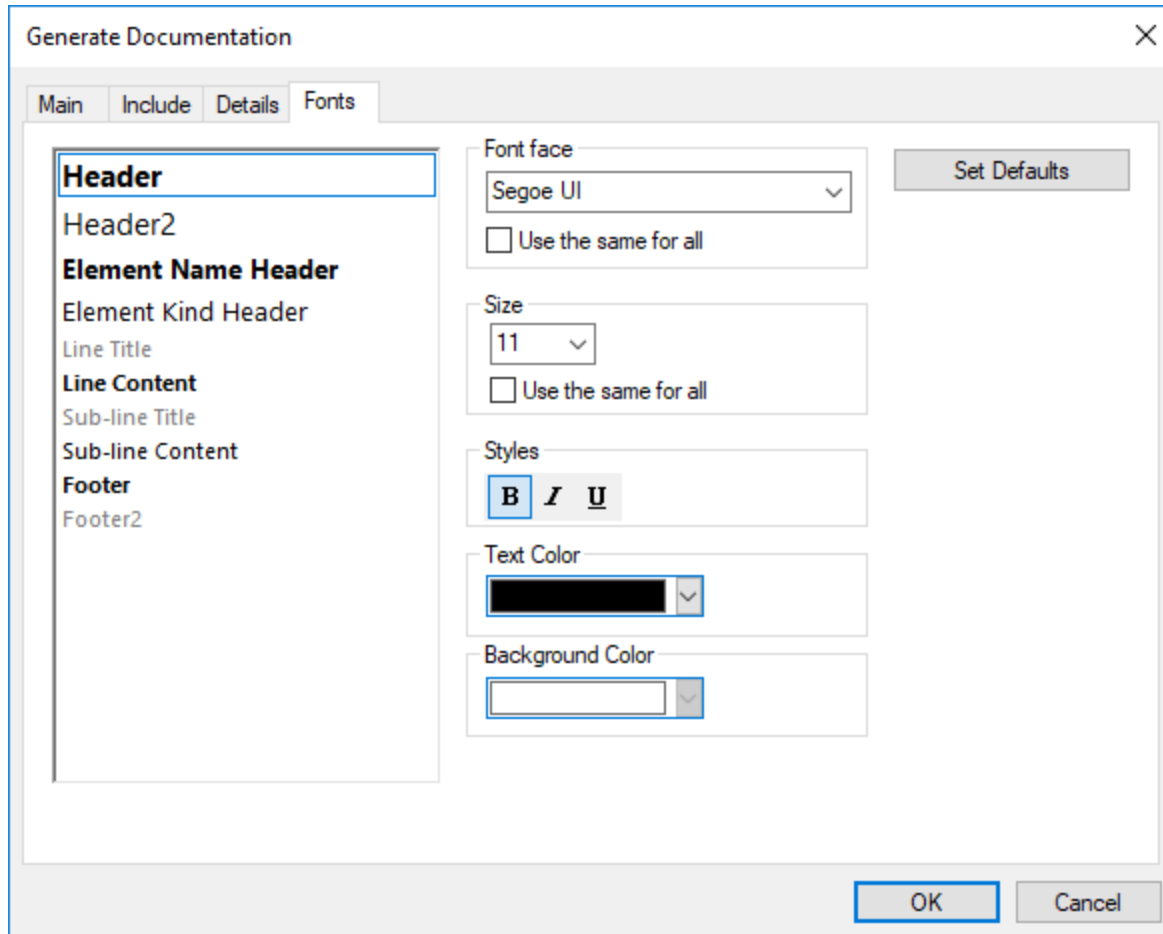 Generate Documentation
Main
Include
Details
Fonts
Header
Header2
Element Name Header
Element Kind Header
Line Title
Line Content
Sub-line Title
Sub-line Content
Footer
Footer2
Font face
Segoe UI
Use the same for all
Size
11
Use the same for all
Styles
B I U
Text Color
Background Color
Set Defaults
OK
Cancel